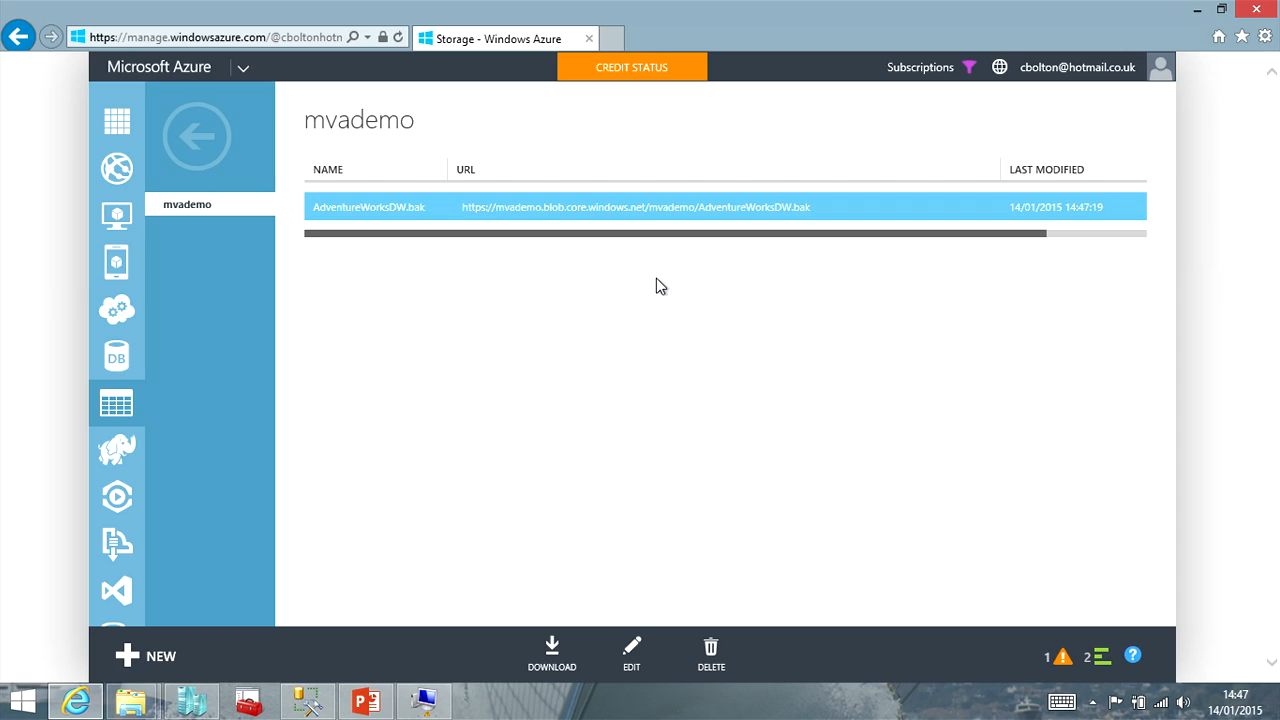 https://manage.windowsazure.com/@cboltonhotn
Storage - Windows Azure
Microsoft Azure
CREDIT STATUS
Subscriptions
cbolton@hotmail.co.uk
mvademo
mvademo
NAME
URL
LAST MODIFIED
AdventureWorksDW.bak
https://mvademo.blob.core.windows.net/mvademo/AdventureWorksDW.bak
14/01/2015 14:47:19
DB
NEW
DOWNLOAD
EDIT
DELETE
1
2
?
14:47
14/01/2015